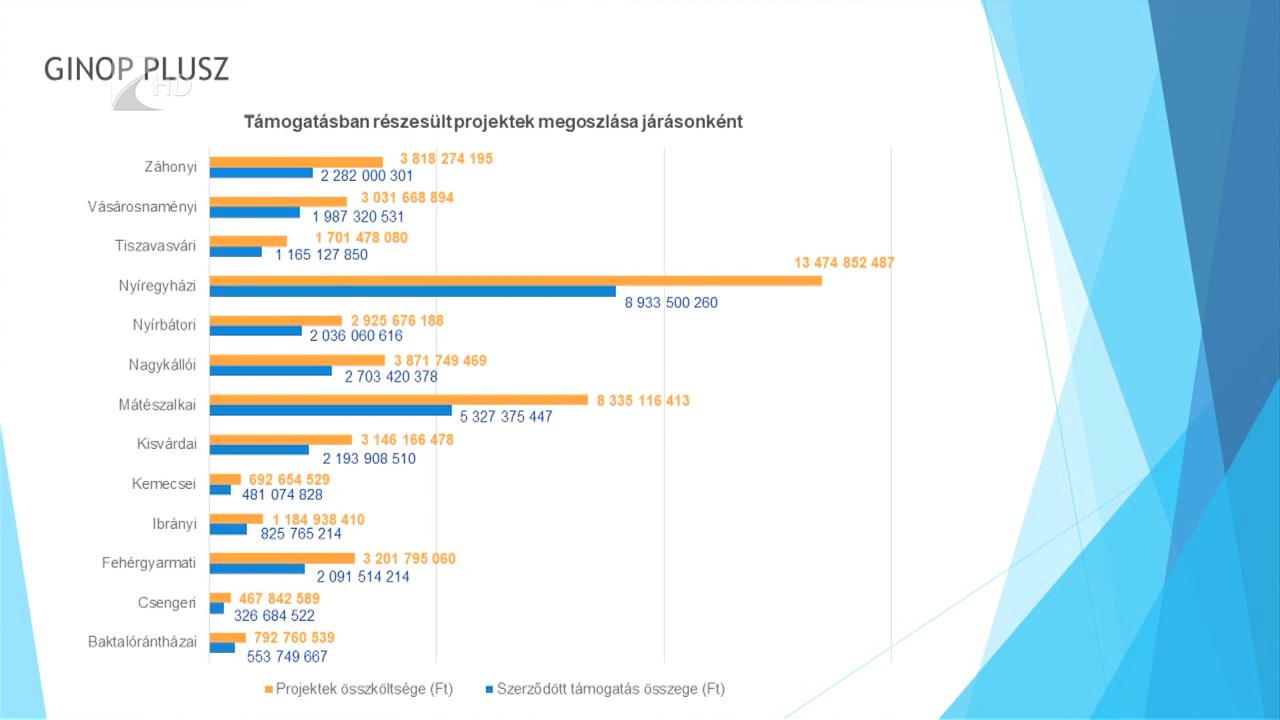 GINOP PLUSZ
HD
Támogatásban részesült projektek megoszlása járásonként
Záhonyi
3 818 274 195
2 282 000 301
Vásárosnaményi
3 031 668 894
1 987 320 531
Tiszavasvári
1 701 478 080
1 165 127 850
Nyíregyházi
13 474 852 487
8 933 500 260
Nyírbátori
2 925 676 188
2 036 060 616
Nagykállói
3 871 749 469
2 703 420 378
Mátészalkai
8 335 116 413
5 327 375 447
Kisvárdai
3 146 166 478
2 193 908 510
Kemecsei
692 654 529
481 074 828
Ibrányi
1 184 938 410
825 765 214
Fehérgyarmati
3 201 795 060
2 091 514 214
Csengeri
467 842 589
326 684 522
Baktalórántházai
792 760 539
553 749 667
Projektek összköltsége (Ft) Szerződött támogatás összege (Ft)